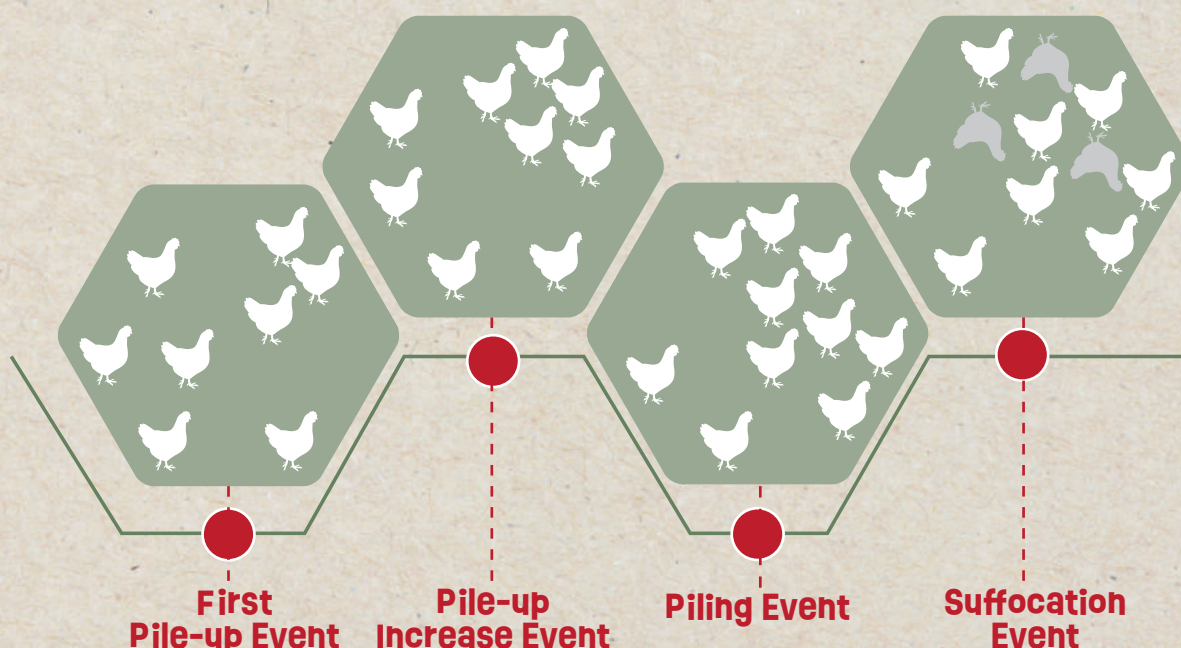 First
Pile-up Event
Pile-up
Increase Event
Piling Event
Suffocation
Event